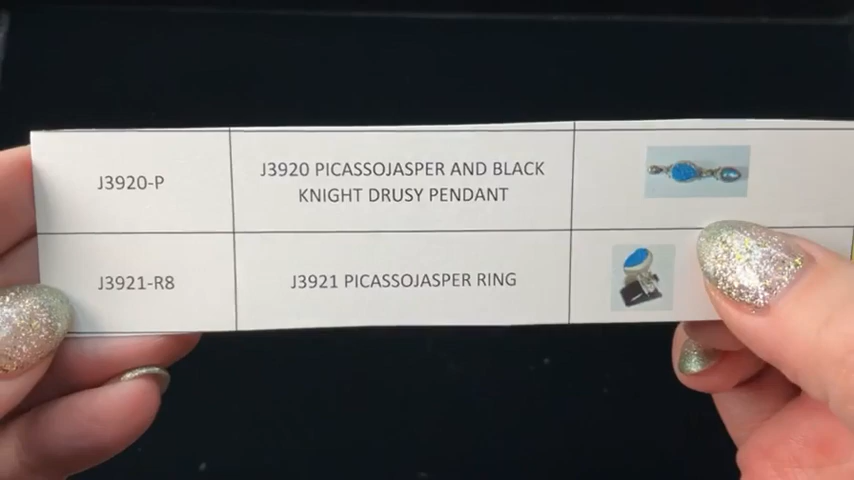 J3920-P
J3920 PICASSOJASPER AND BLACK
KNIGHT DRUSY PENDANT
J3921-R8
J3921 PICASSOJASPER RING